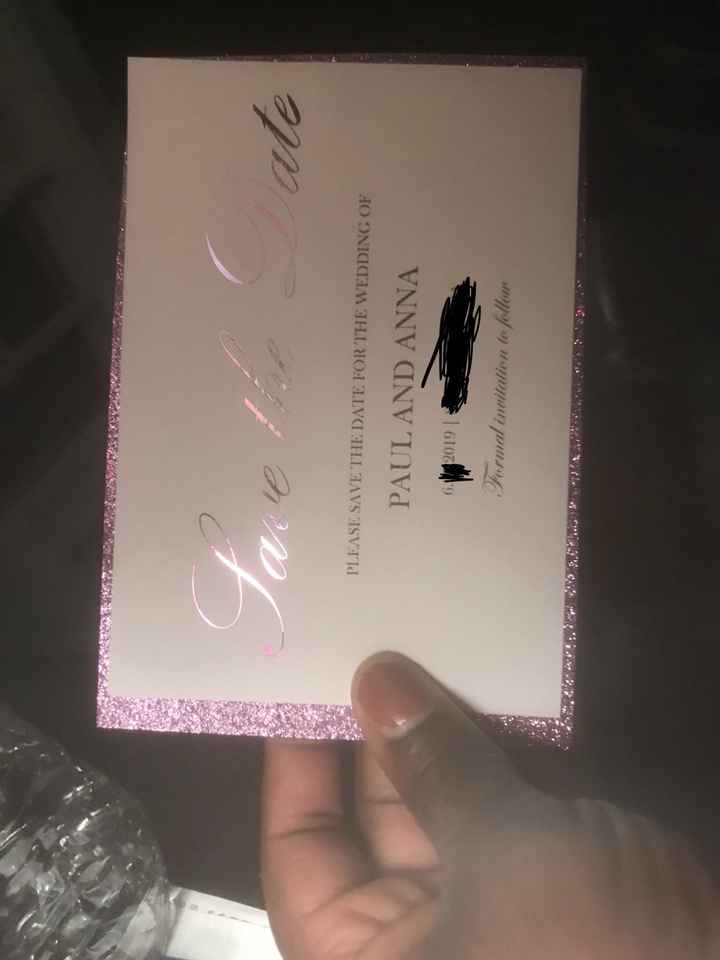 Save the Date
PLEASE SAVE THE DATE FOR THE WEDDING OF
PAUL AND ANNA
6. 2019 |
Formal invitation to follow